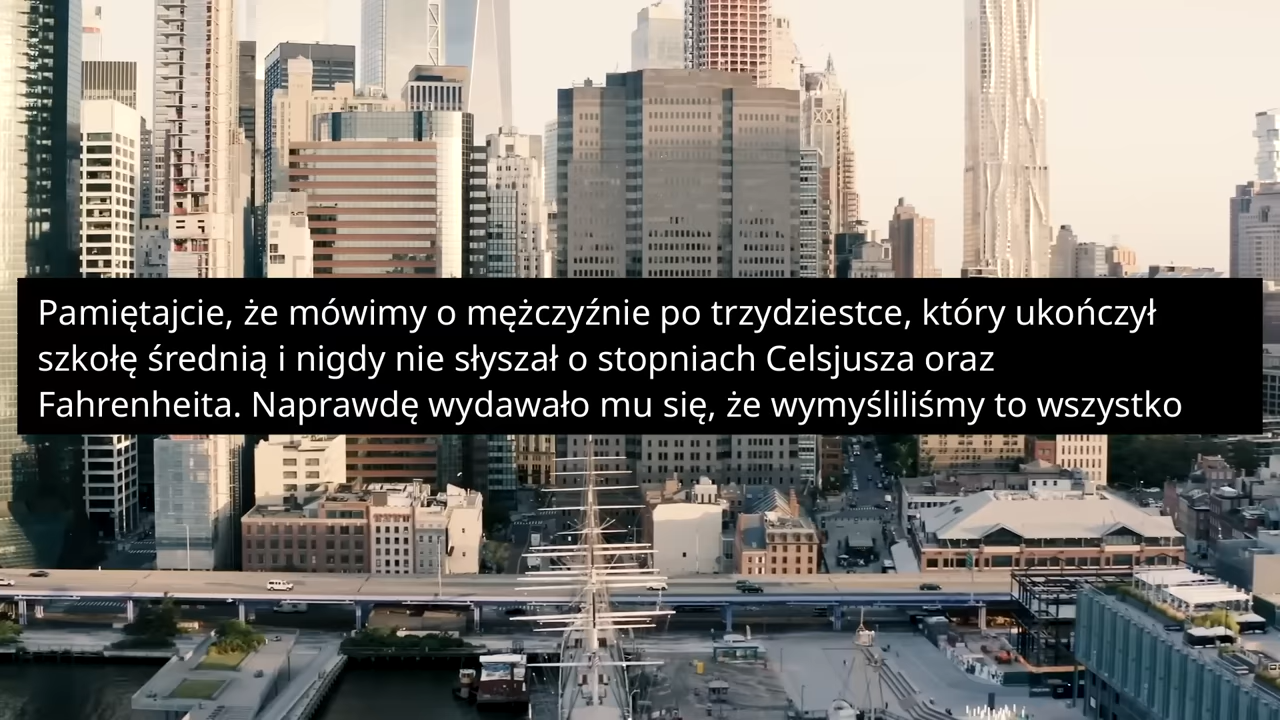 Pamiętajcie, że mówimy o mężczyźnie po trzydziestce, który ukończył
szkołę średnią i nigdy nie słyszał o stopniach Celsjusza oraz
Fahrenheita. Naprawdę wydawało mu się, że wymyśliliśmy to wszystko